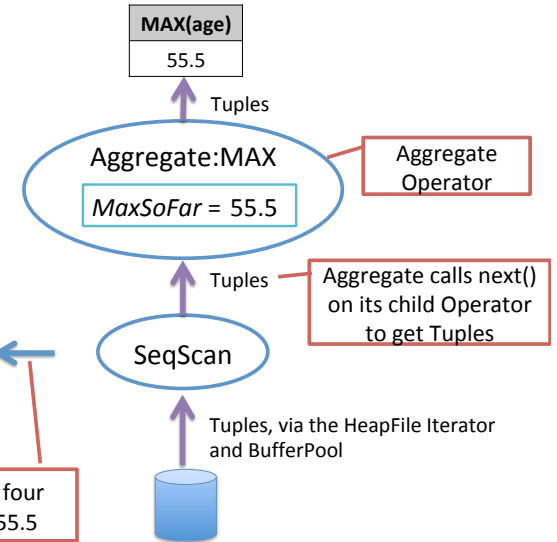 MAX(age)
55.5
Tuples
Aggregate:MAX
MaxSoFar = 55.5
Aggregate
Operator
Tuples
Aggregate calls next()
on its child Operator
to get Tuples
SeqScan
Tuples, via the HeapFile Iterator
and BufferPool
four
55.5